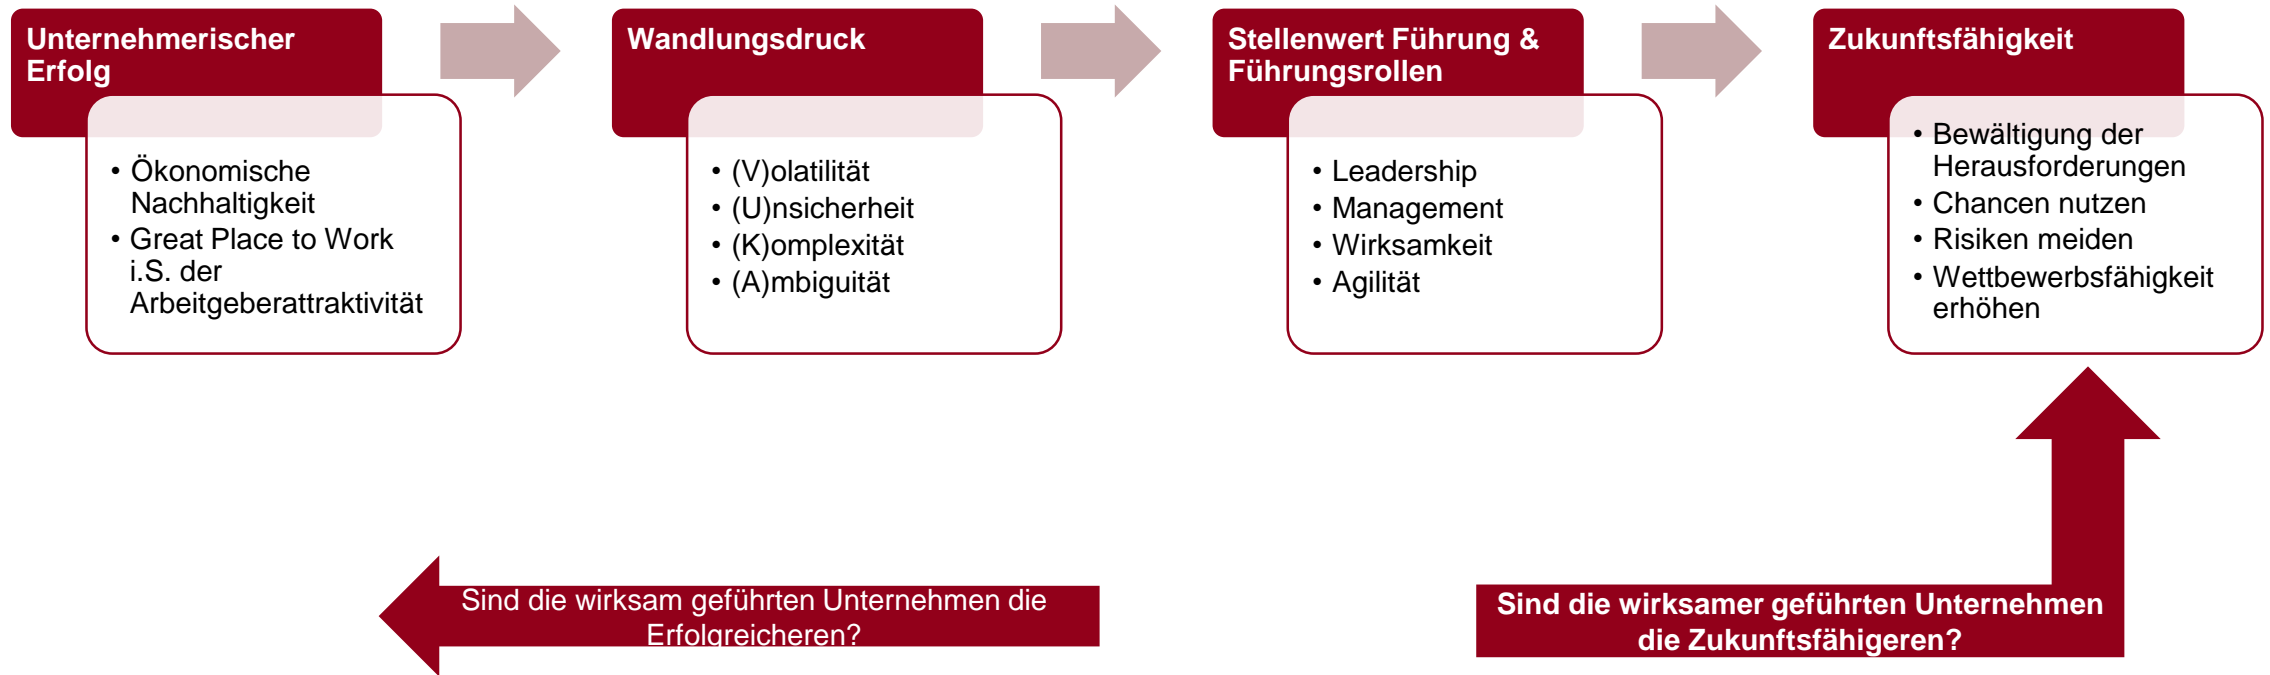 Unternehmerischer
Erfolg
• Ökonomische
Nachhaltigkeit
• Great Place to Work
i.S. der
Arbeitgeberattraktivität
Wandlungsdruck
• (V)olatilität
• (U)nsicherheit
• (K)omplexität
• (A)mbiguität
Stellenwert Führung &
Führungsrollen
• Leadership
• Management
• Wirksamkeit
• Agilität
Zukunftsfähigkeit
• Bewältigung der
Herausforderungen
• Chancen nutzen
• Risiken meiden
• Wettbewerbsfähigkeit
erhöhen
Sind die wirksam geführten Unternehmen die
Erfolgreicheren?
Sind die wirksamer geführten Unternehmen
die Zukunftsfähigeren?